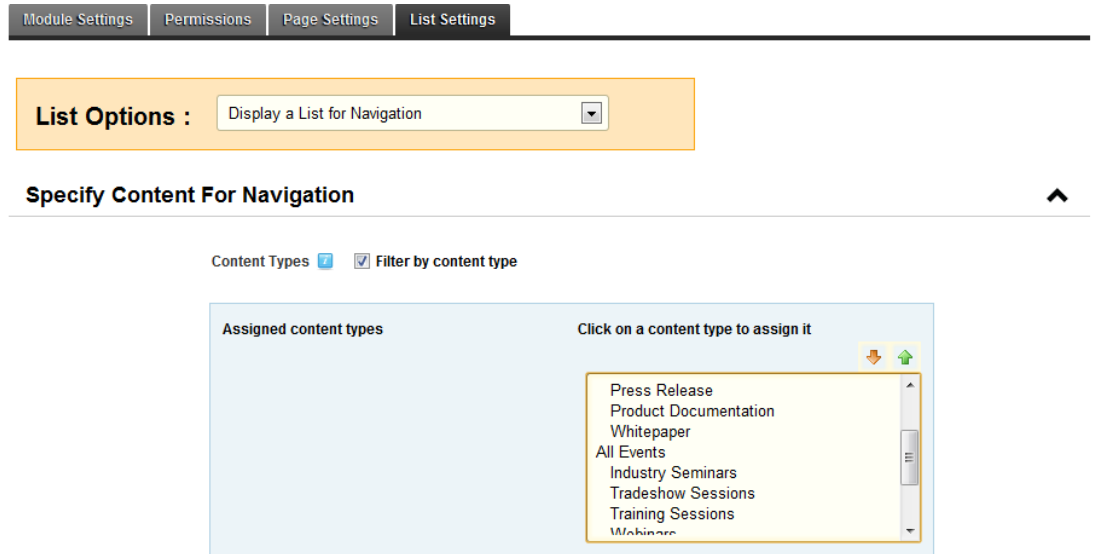 Module Settings Permissions Page Settings List Settings
List Options : Display a List for Navigation
Specify Content For Navigation
Content Types Filter by content type
Assigned content types Click on a content type to assign it
Press Release
Product Documentation
Whitepaper
All Events
Industry Seminars
Tradeshow Sessions
Training Sessions
Webinars